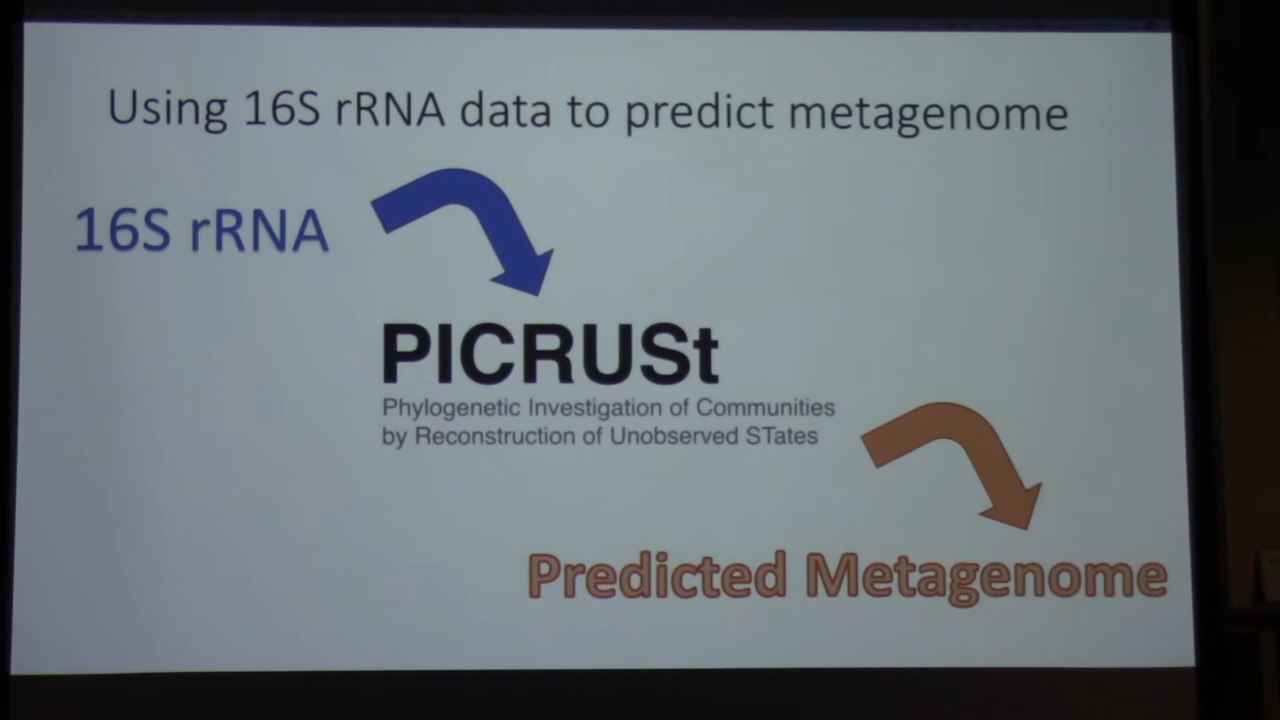 Using 16S rRNA data to predict metagenome
16S rRNA
PICRUSt
Phylogenetic Investigation of Communities
by Reconstruction of Unobserved STates
Predicted Metagenome